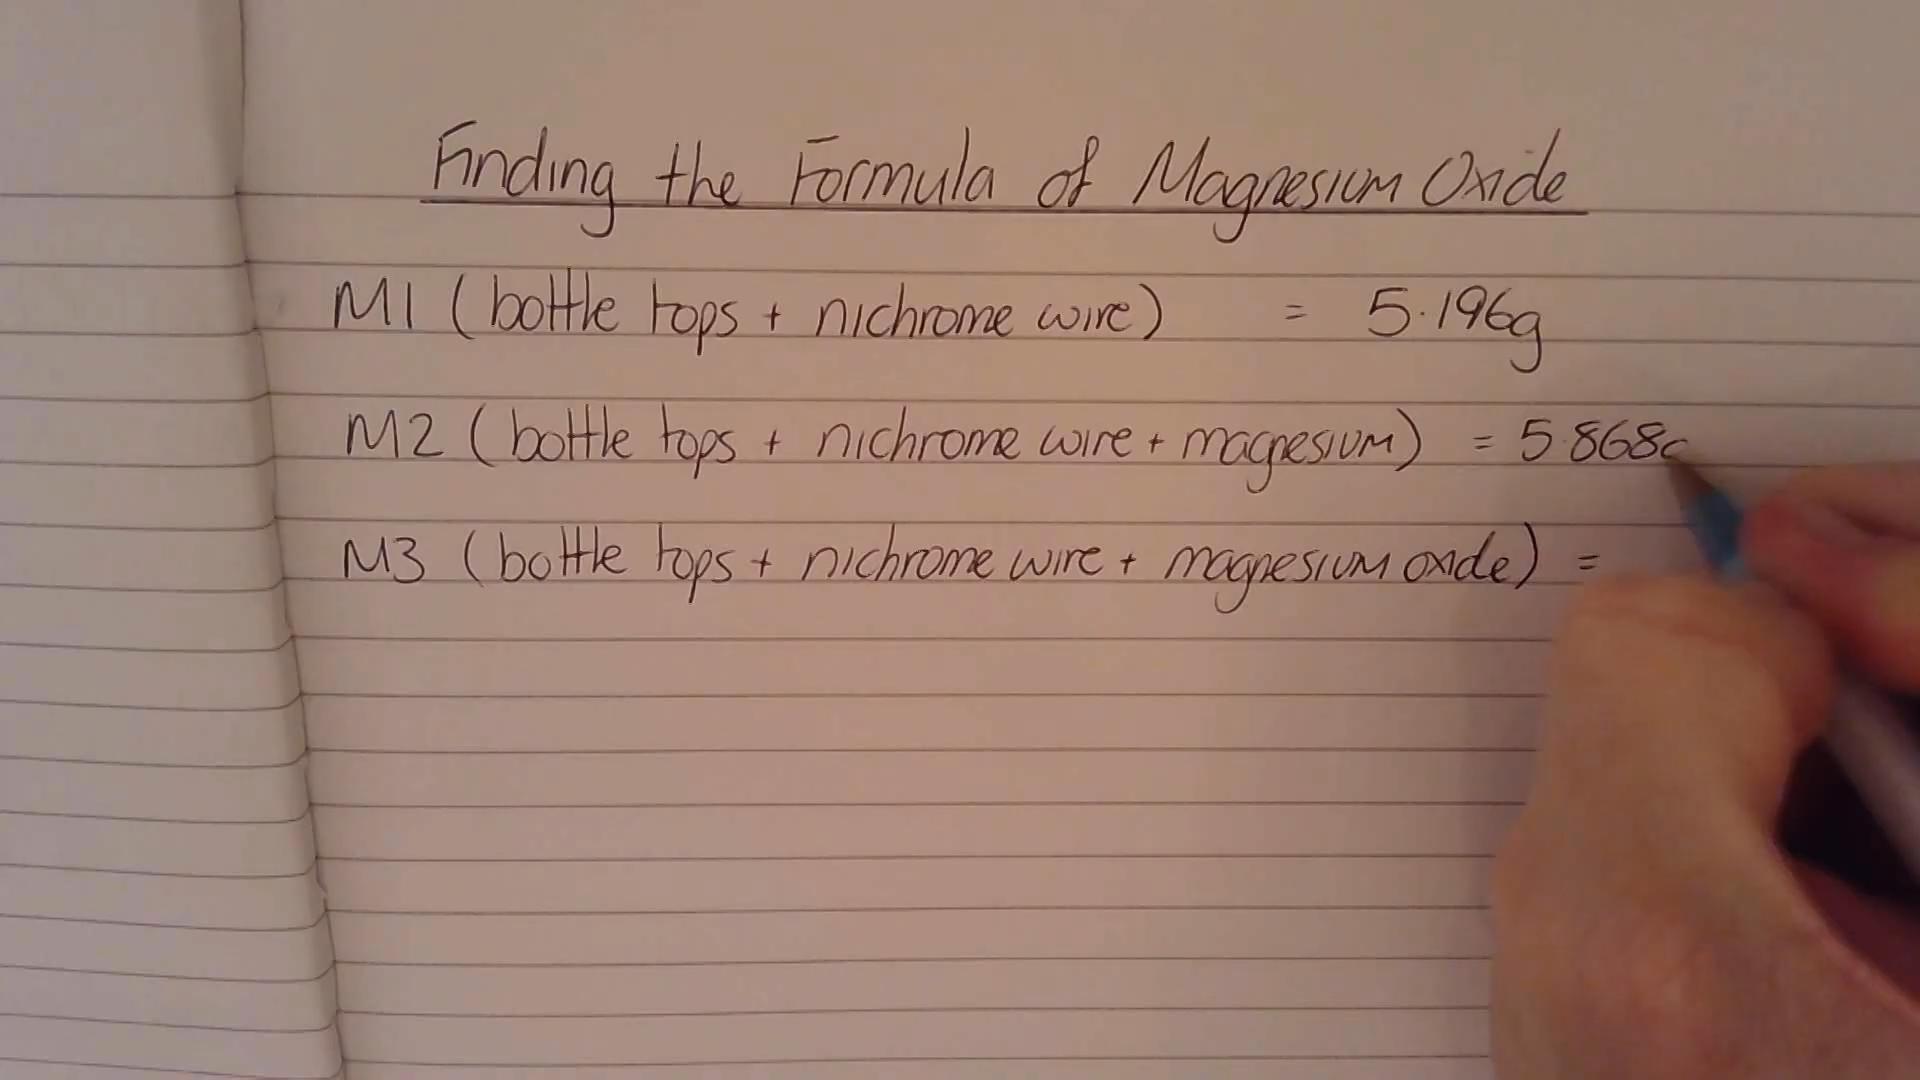 Finding the Formula of Magnesium Oxide
M1 (bottle tops + nichrome wire) = 5.196g
M2 (bottle tops + nichrome wire + magnesium) = 5.868g
M3 (bottle tops + nichrome wire + magnesium oxide) =